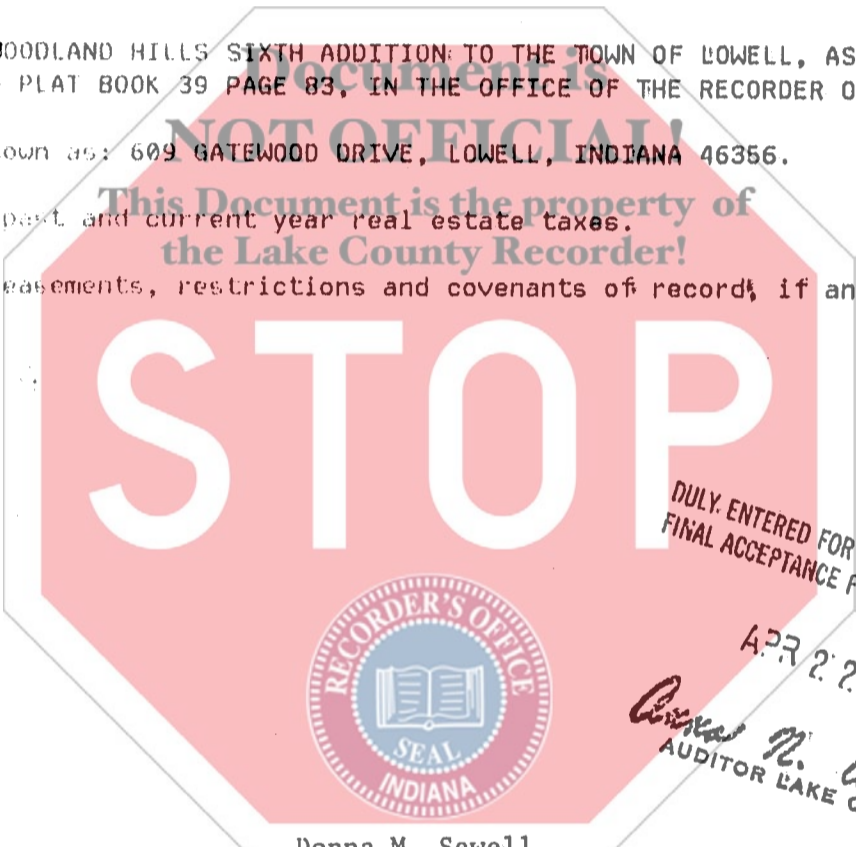 WOODLAND HILLS SIXTH ADDITION TO THE TOWN OF LOWELL, AS
Document is
PLAT BOOK 39 PAGE 83, IN THE OFFICE OF THE RECORDER O
NOT OFFICIAL!
own as: 609 GATEWOOD DRIVE, LOWELL, INDIANA 46356.
This Document is the property of
past and current year real estate taxes.
the Lake County Recorder!
easements, restrictions and covenants of record, if an
STOP
DULY ENTERED FOR
FINAL ACCEPTANCE F
APR 22
RECORDER'S OFFICE
SEAL
INDIANA
N.
AUDITOR LAKE C
Donna M. Sewell